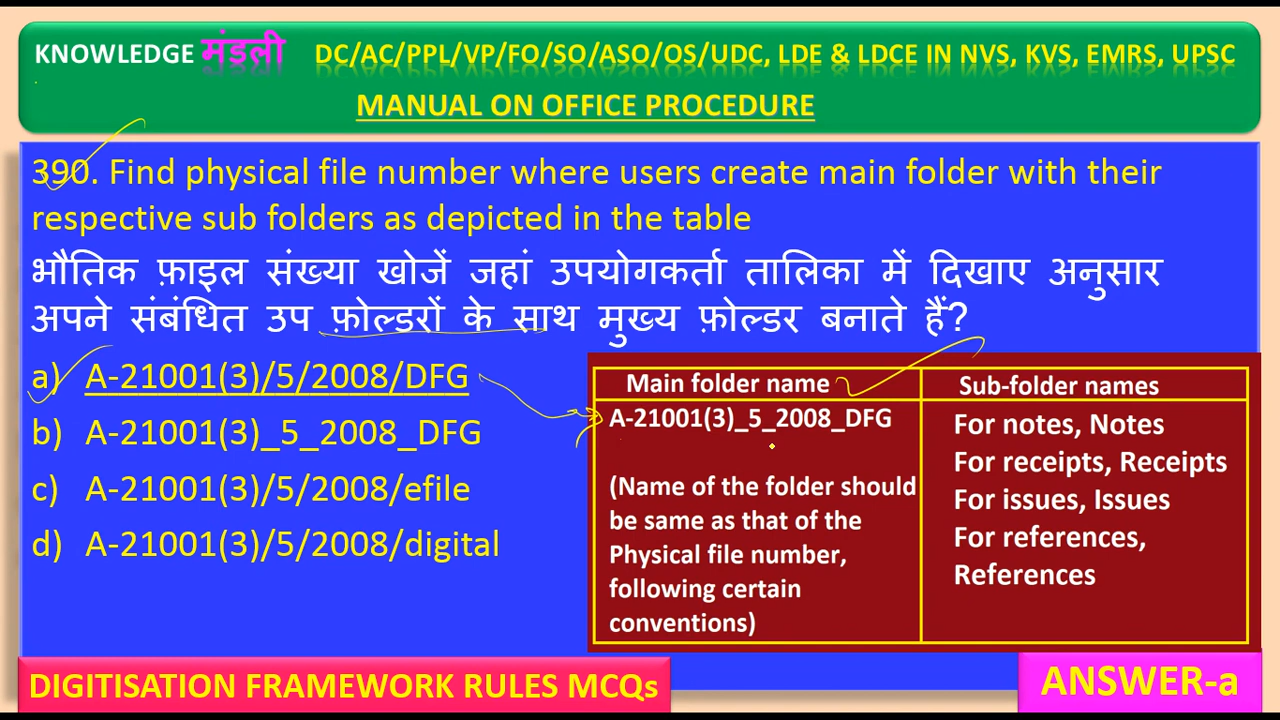 KNOWLEDGE मंडली DC/AC/PPL/VP/FO/SO/ASO/OS/UDC, LDE & LDCE IN NVS, KVS, EMRS, UPSC
MANUAL ON OFFICE PROCEDURE
390. Find physical file number where users create main folder with their
respective sub folders as depicted in the table
भौतिक फ़ाइल संख्या खोजें जहां उपयोगकर्ता तालिका में दिखाए अनुसार
अपने संबंधित उप फ़ोल्डरों के साथ मुख्य फ़ोल्डर बनाते हैं?
a) A-21001(3)/5/2008/DFG
b) A-21001(3)_5_2008_DFG
c) A-21001(3)/5/2008/efile
d) A-21001(3)/5/2008/digital
Main folder name
A-21001(3)_5_2008_DFG
(Name of the folder should
be same as that of the
Physical file number,
following certain
conventions)
Sub-folder names
For notes, Notes
For receipts, Receipts
For issues, Issues
For references,
References
DIGITISATION FRAMEWORK RULES MCQs
ANSWER-a